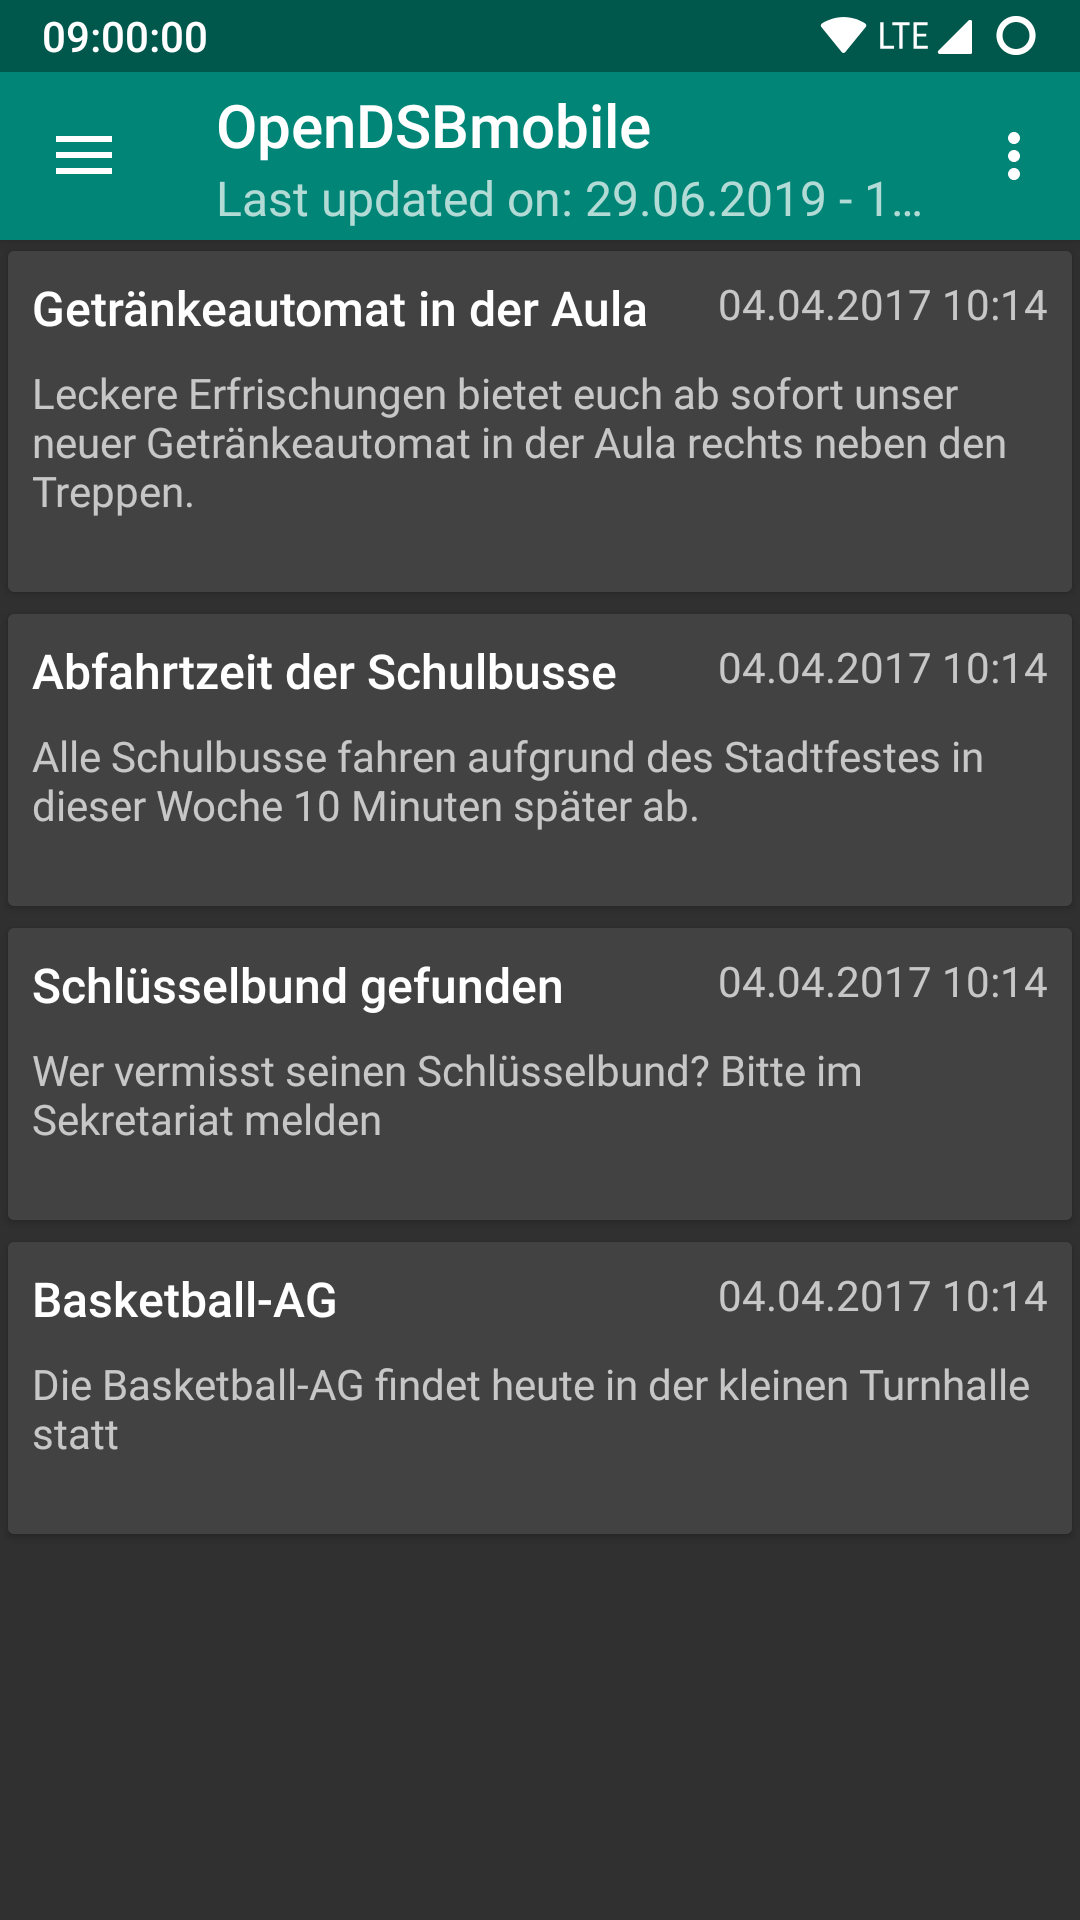 09:00:00 LTE
OpenDSBmobile
Last updated on: 29.06.2019 - 1...
Getränkeautomat in der Aula 04.04.2017 10:14
Leckere Erfrischungen bietet euch ab sofort unser
neuer Getränkeautomat in der Aula rechts neben den
Treppen.
Abfahrtzeit der Schulbusse 04.04.2017 10:14
Alle Schulbusse fahren aufgrund des Stadtfestes in
dieser Woche 10 Minuten später ab.
Schlüsselbund gefunden 04.04.2017 10:14
Wer vermisst seinen Schlüsselbund? Bitte im
Sekretariat melden
Basketball-AG 04.04.2017 10:14
Die Basketball-AG findet heute in der kleinen Turnhalle
statt